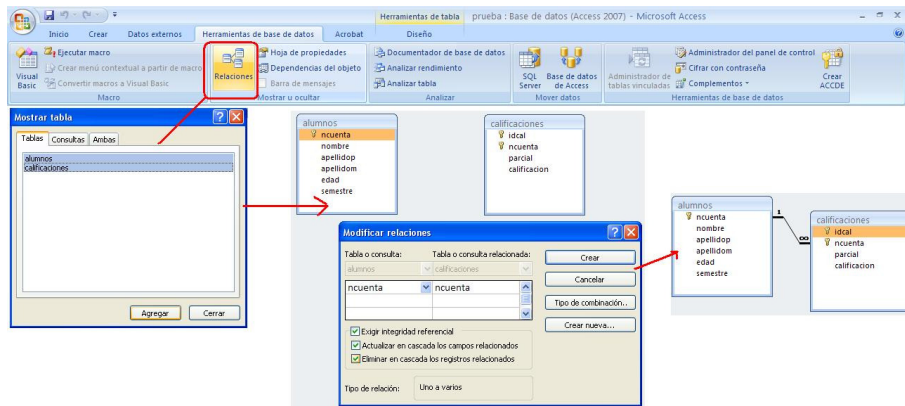 Herramientas de tabla
prueba : Base de datos (Access 2007) - Microsoft Access
Inicio
Crear
Datos externos
Herramientas de base de datos
Acrobat
Diseño
Visual Basic
Ejecutar macro
Crear menú contextual a partir de macro
Convertir macros a Visual Basic
Macro
Relaciones
Hoja de propiedades
Dependencias del objeto
Barra de mensajes
Mostrar u ocultar
Documentador de base de datos
Analizar rendimiento
Analizar tabla
Analizar
SQL Server
Base de datos de Access
Mover datos
Administrador de tablas vinculadas
Administrador del panel de control
Cifrar con contraseña
Complementos
Crear ACCDE
Herramientas de base de datos
Mostrar tabla
Tablas
Consultas
Ambas
alumnos
calificaciones
Agregar
Cerrar
alumnos
ncuenta
nombre
apellidop
apellidom
edad
semestre
calificaciones
idcal
ncuenta
parcial
calificacion
Modificar relaciones
Tabla o consulta:
Tabla o consulta relacionada:
alumnos
calificaciones
ncuenta
ncuenta
Exigir integridad referencial
Actualizar en cascada los campos relacionados
Eliminar en cascada los registros relacionados
Tipo de relación:
Uno a varios
Crear
Cancelar
Tipo de combinación..
Crear nueva...
alumnos
ncuenta
nombre
apellidop
apellidom
edad
semestre
1
∞
calificaciones
idcal
ncuenta
parcial
calificacion